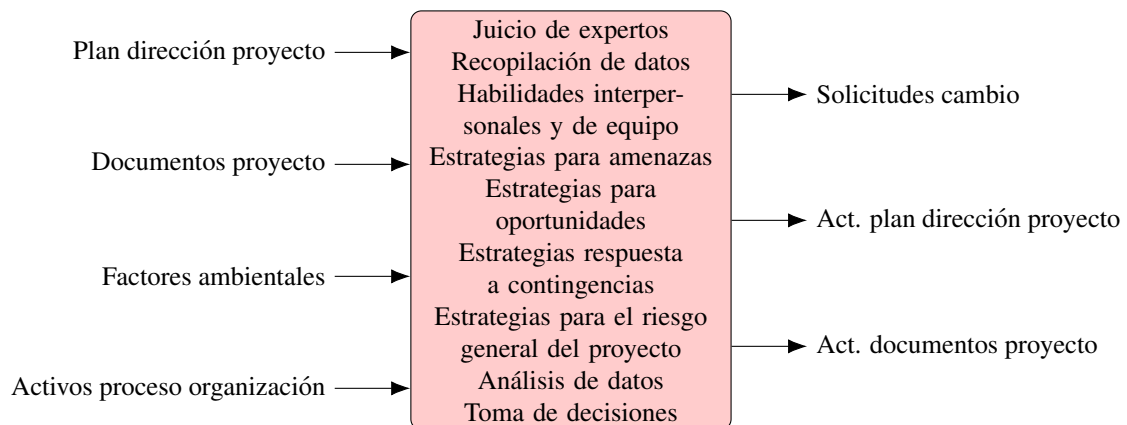 Plan dirección proyecto
Documentos proyecto
Factores ambientales
Activos proceso organización
Juicio de expertos
Recopilación de datos
Habilidades interper-
sonales y de equipo
Estrategias para amenazas
Estrategias para
oportunidades
Estrategias respuesta
a contingencias
Estrategias para el riesgo
general del proyecto
Análisis de datos
Toma de decisiones
Solicitudes cambio
Act. plan dirección proyecto
Act. documentos proyecto